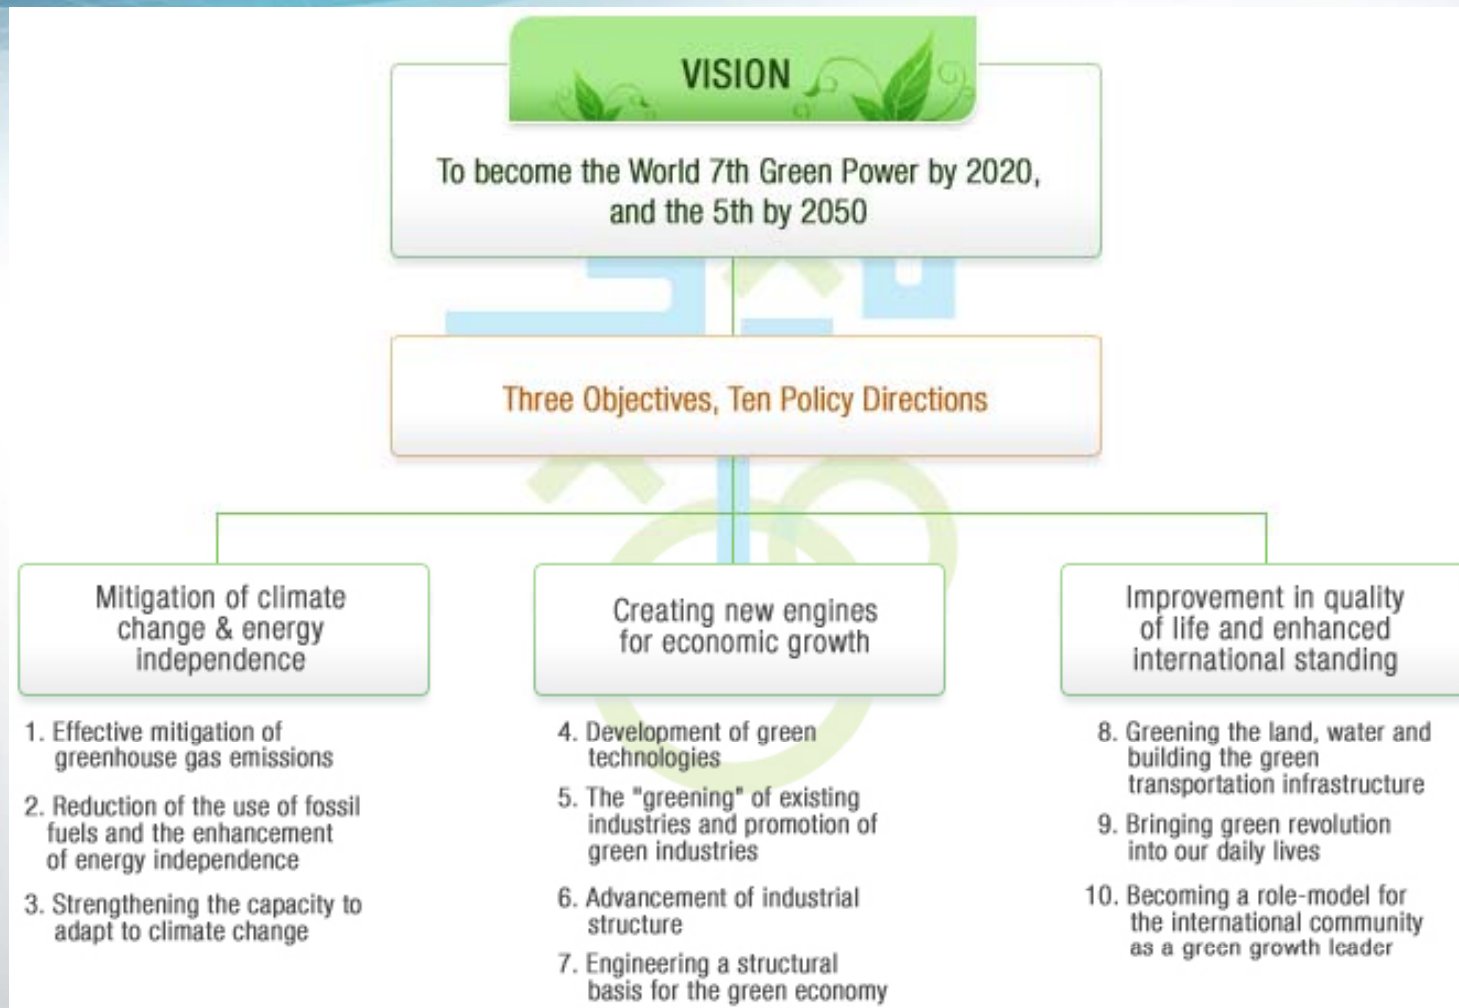 VISION
To become the World 7th Green Power by 2020,
and the 5th by 2050
Three Objectives, Ten Policy Directions
Mitigation of climate
change & energy
independence
1. Effective mitigation of
greenhouse gas emissions
2. Reduction of the use of fossil
fuels and the enhancement
of energy independence
3. Strengthening the capacity to
adapt to climate change
Creating new engines
for economic growth
4. Development of green
technologies
5. The "greening" of existing
industries and promotion of
green industries
6. Advancement of industrial
structure
7. Engineering a structural
basis for the green economy
Improvement in quality
of life and enhanced
international standing
8. Greening the land, water and
building the green
transportation infrastructure
9. Bringing green revolution
into our daily lives
10. Becoming a role-model for
the international community
as a green growth leader